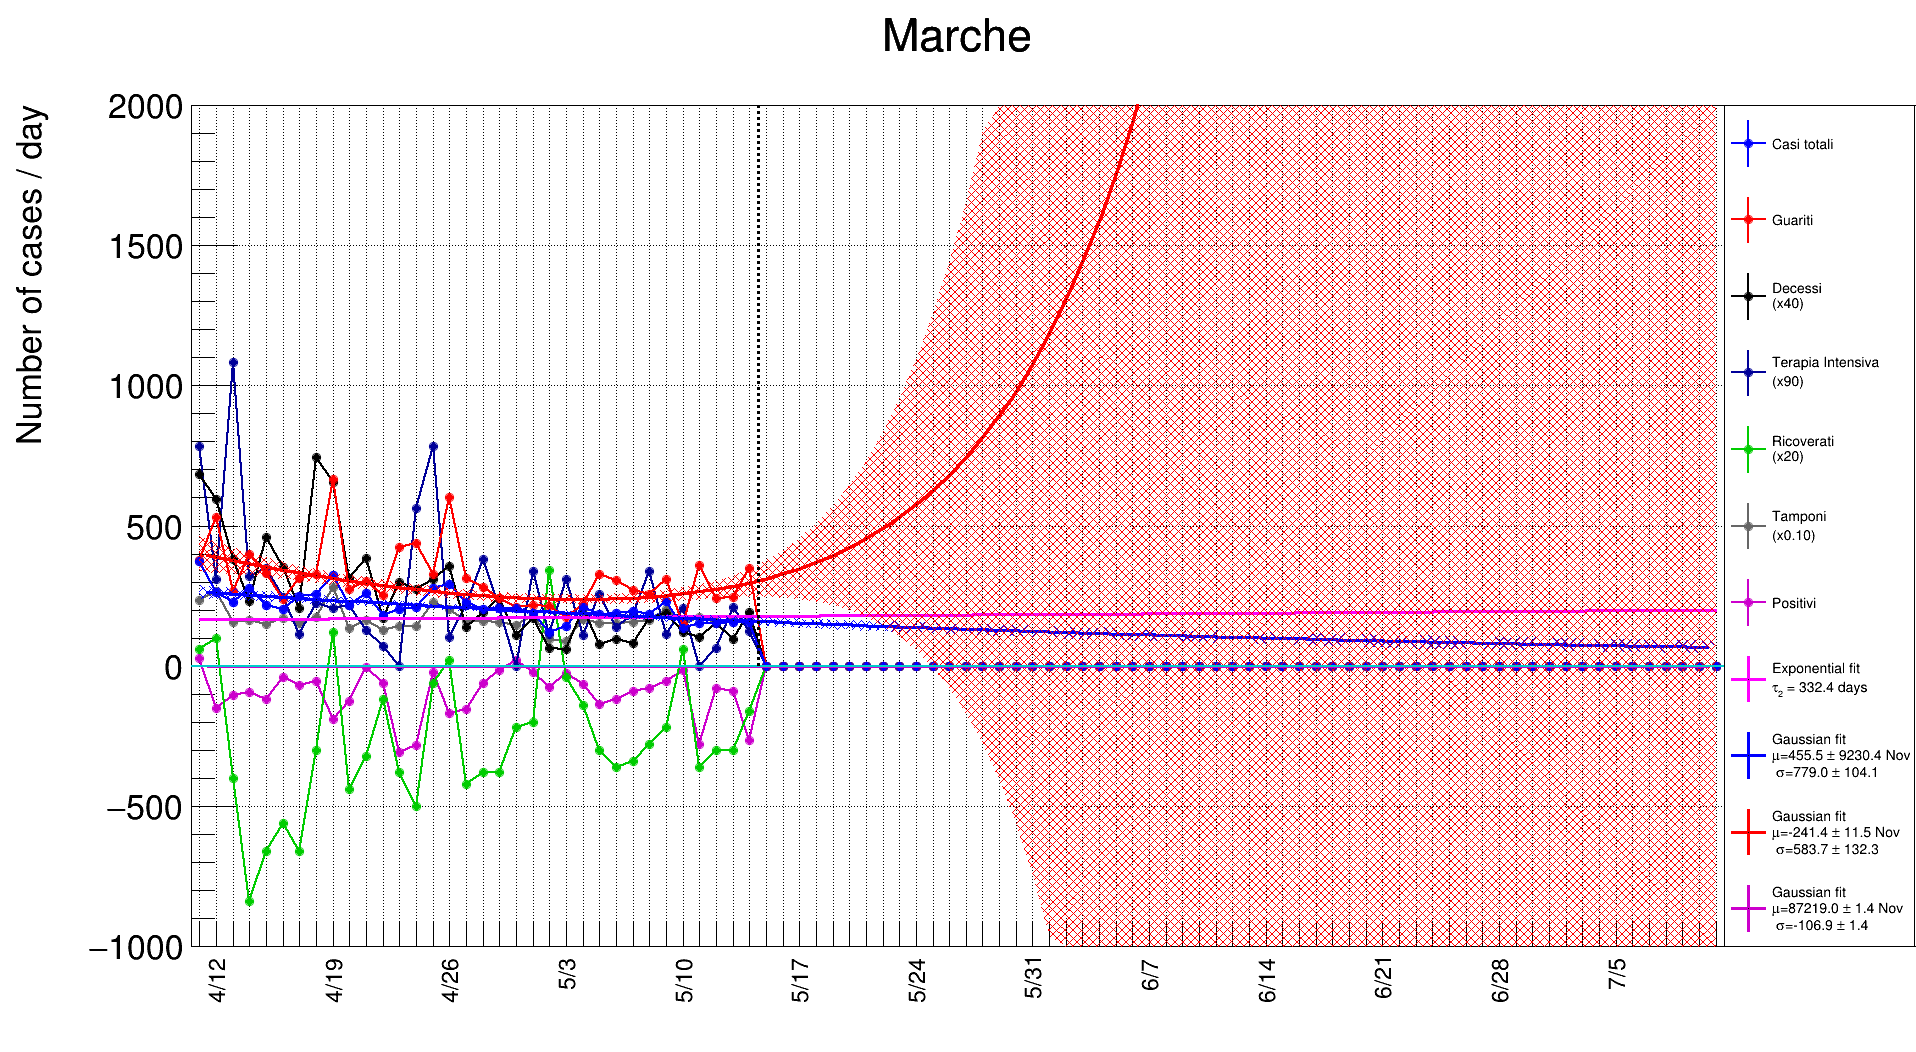 Marche
Number of cases / day
2000
1500
1000
500
0
−500
−1000
4/12
4/19
4/26
5/3
5/10
5/17
5/24
5/31
6/7
6/14
6/21
6/28
7/5
Casi totali
Guariti
Decessi
(x40)
Terapia Intensiva
(x90)
Ricoverati
(x20)
Tamponi
(x0.10)
Positivi
Exponential fit
τ₂ = 332.4 days
Gaussian fit
μ=455.5 ± 9230.4 Nov
σ=779.0 ± 104.1
Gaussian fit
μ=-241.4 ± 11.5 Nov
σ=583.7 ± 132.3
Gaussian fit
μ=87219.0 ± 1.4 Nov
σ=-106.9 ± 1.4